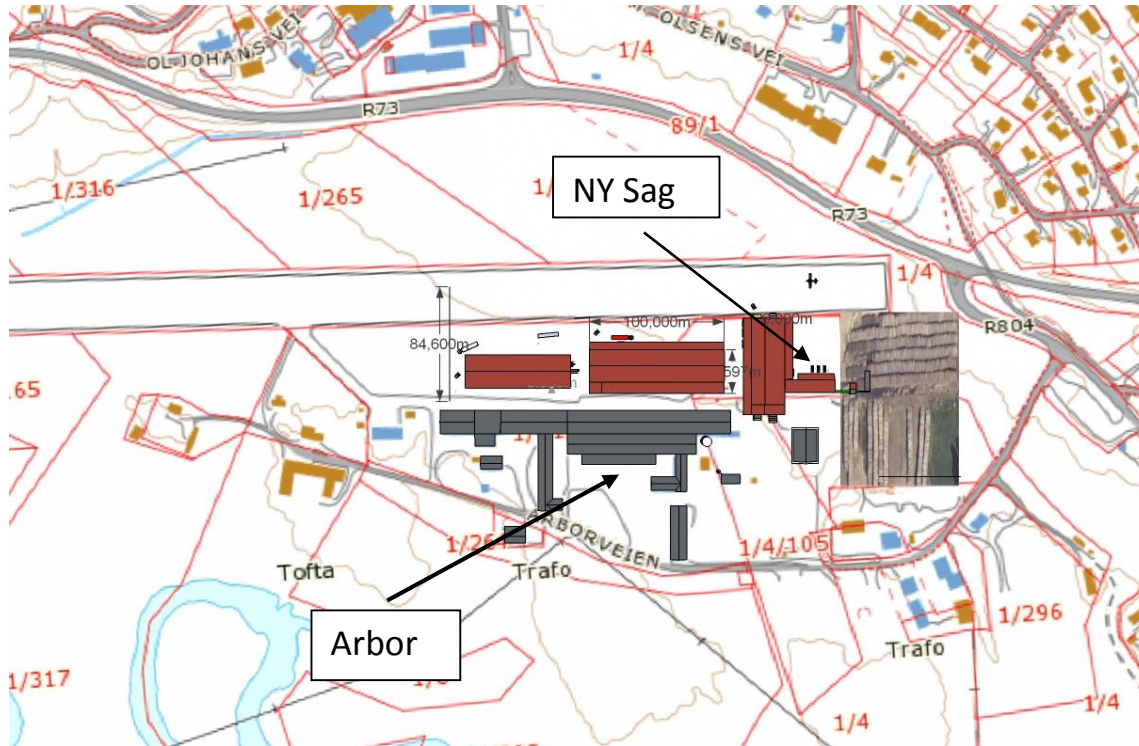 OL JOHANS VEI
OLSENS VEI
1/4
R73
89/1
1/316
1/265
NY Sag
R73
1/4
R804
100,000m
84,600m
597m
65
ARBORVEIEN
1/4/105
Tofta
Trafo
Arbor
1/296
Trafo
1/317
1/4
1/4